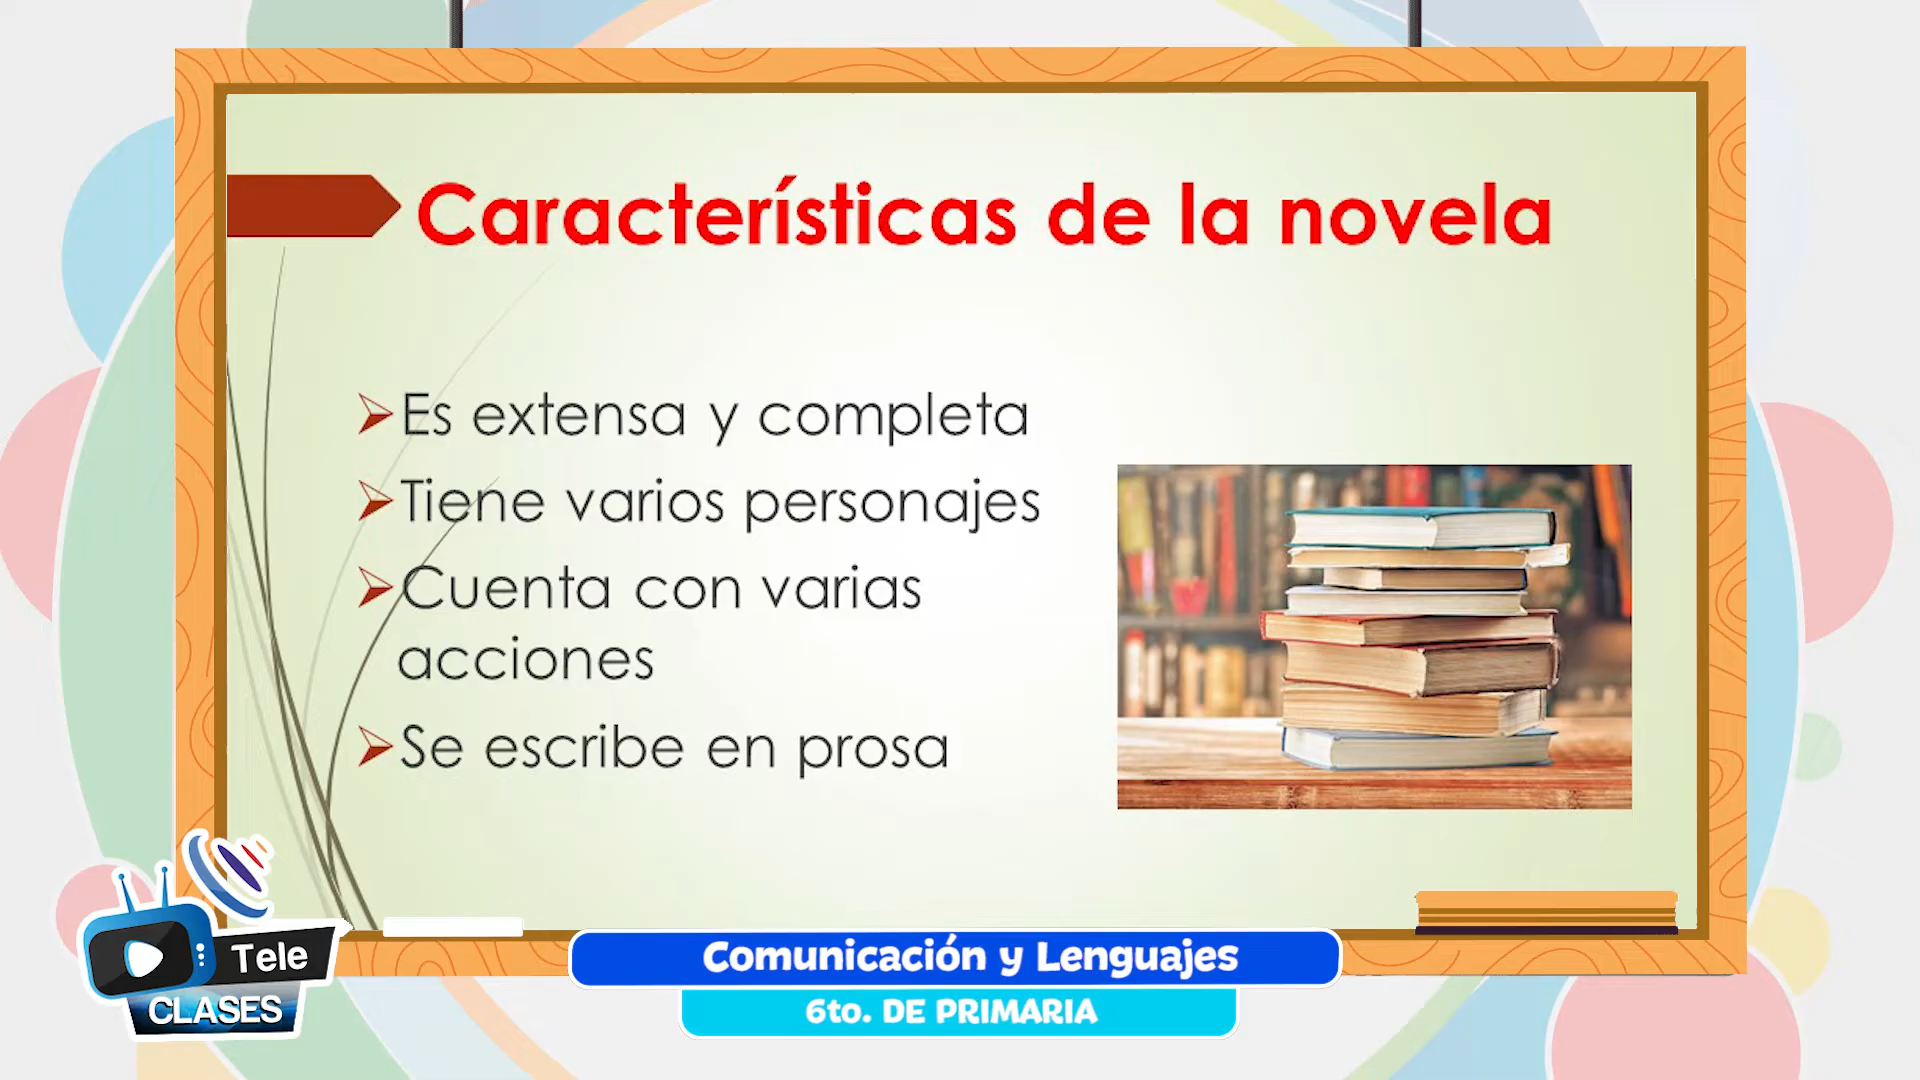 Características de la novela
Es extensa y completa
Tiene varios personajes
Cuenta con varias
acciones
Se escribe en prosa
Tele
CLASES
Comunicación y Lenguajes
6to. DE PRIMARIA